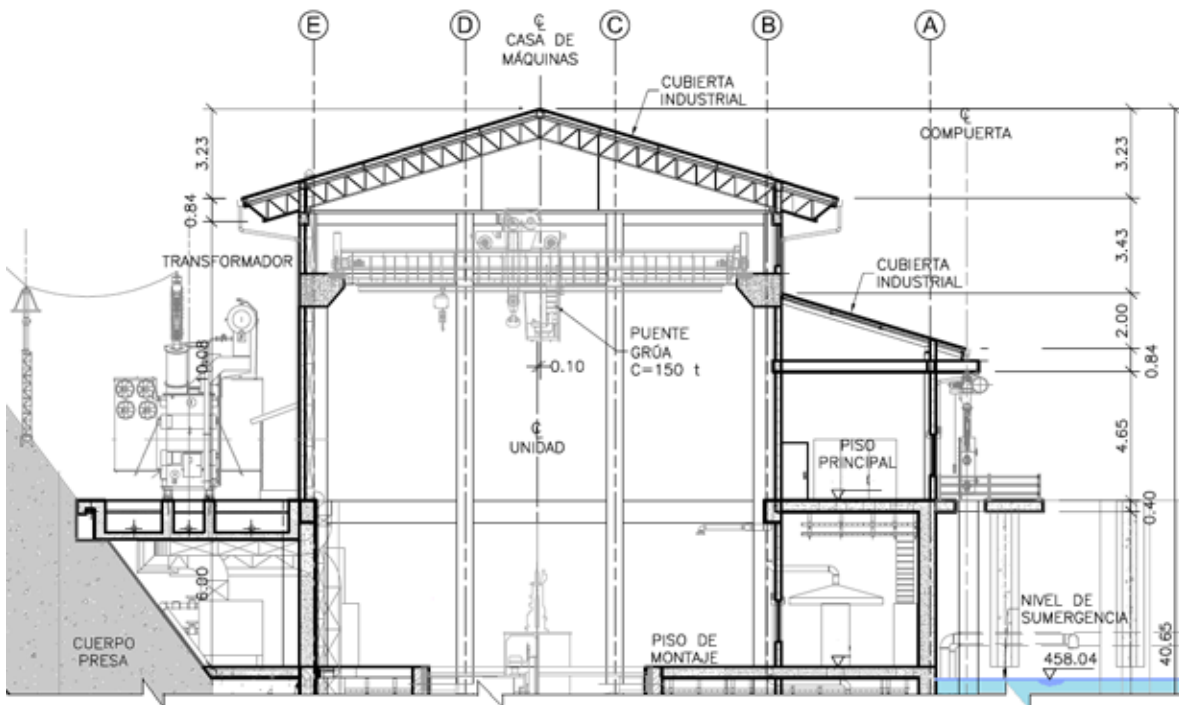 E
D
℄
CASA DE
MÁQUINAS
C
B
A
CUBIERTA
INDUSTRIAL
℄
COMPUERTA
3.23
3.23
0.84
TRANSFORMADOR
3.43
CUBIERTA
INDUSTRIAL
2.00
PUENTE
GRÚA
C=150 t
0.10
10.08
0.84
℄
UNIDAD
PISO
PRINCIPAL
4.65
0.40
6.00
CUERPO
PRESA
PISO DE
MONTAJE
NIVEL DE
SUMERGENCIA
458.04
40.65